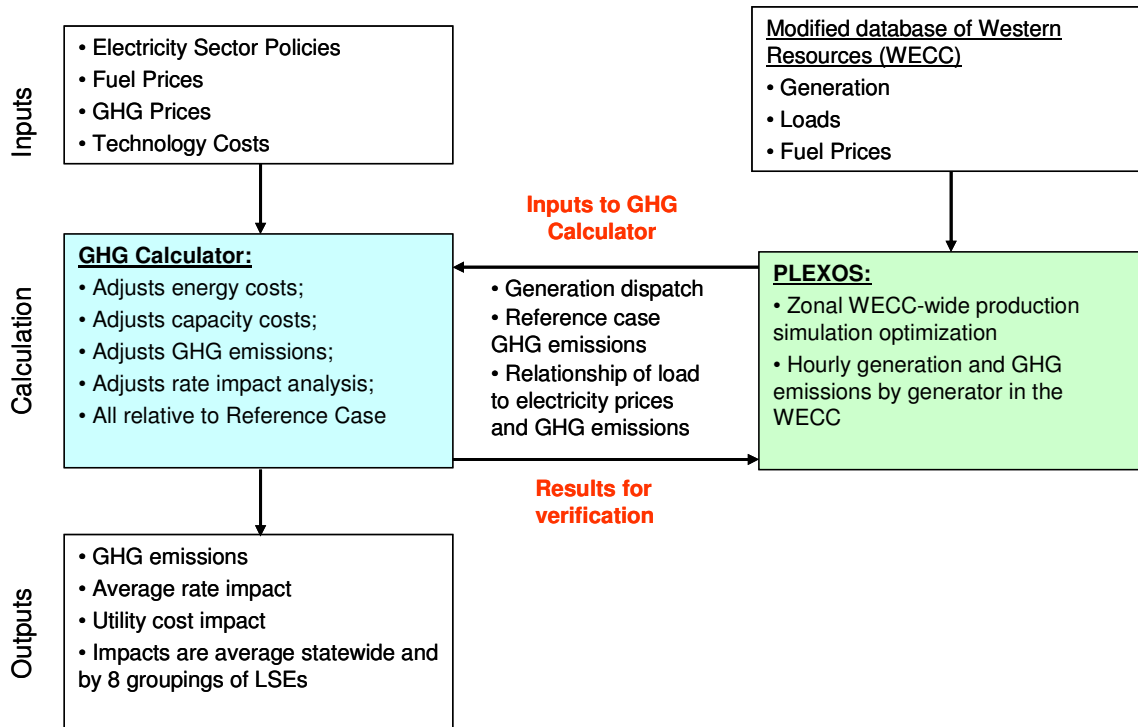 Inputs
• Electricity Sector Policies
• Fuel Prices
• GHG Prices
• Technology Costs
Modified database of Western
Resources (WECC)
• Generation
• Loads
• Fuel Prices
Calculation
GHG Calculator:
• Adjusts energy costs;
• Adjusts capacity costs;
• Adjusts GHG emissions;
• Adjusts rate impact analysis;
• All relative to Reference Case
Inputs to GHG
Calculator
• Generation dispatch
• Reference case
GHG emissions
• Relationship of load
to electricity prices
and GHG emissions
Results for
verification
PLEXOS:
• Zonal WECC-wide production
simulation optimization
• Hourly generation and GHG
emissions by generator in the
WECC
Outputs
• GHG emissions
• Average rate impact
• Utility cost impact
• Impacts are average statewide and
by 8 groupings of LSEs